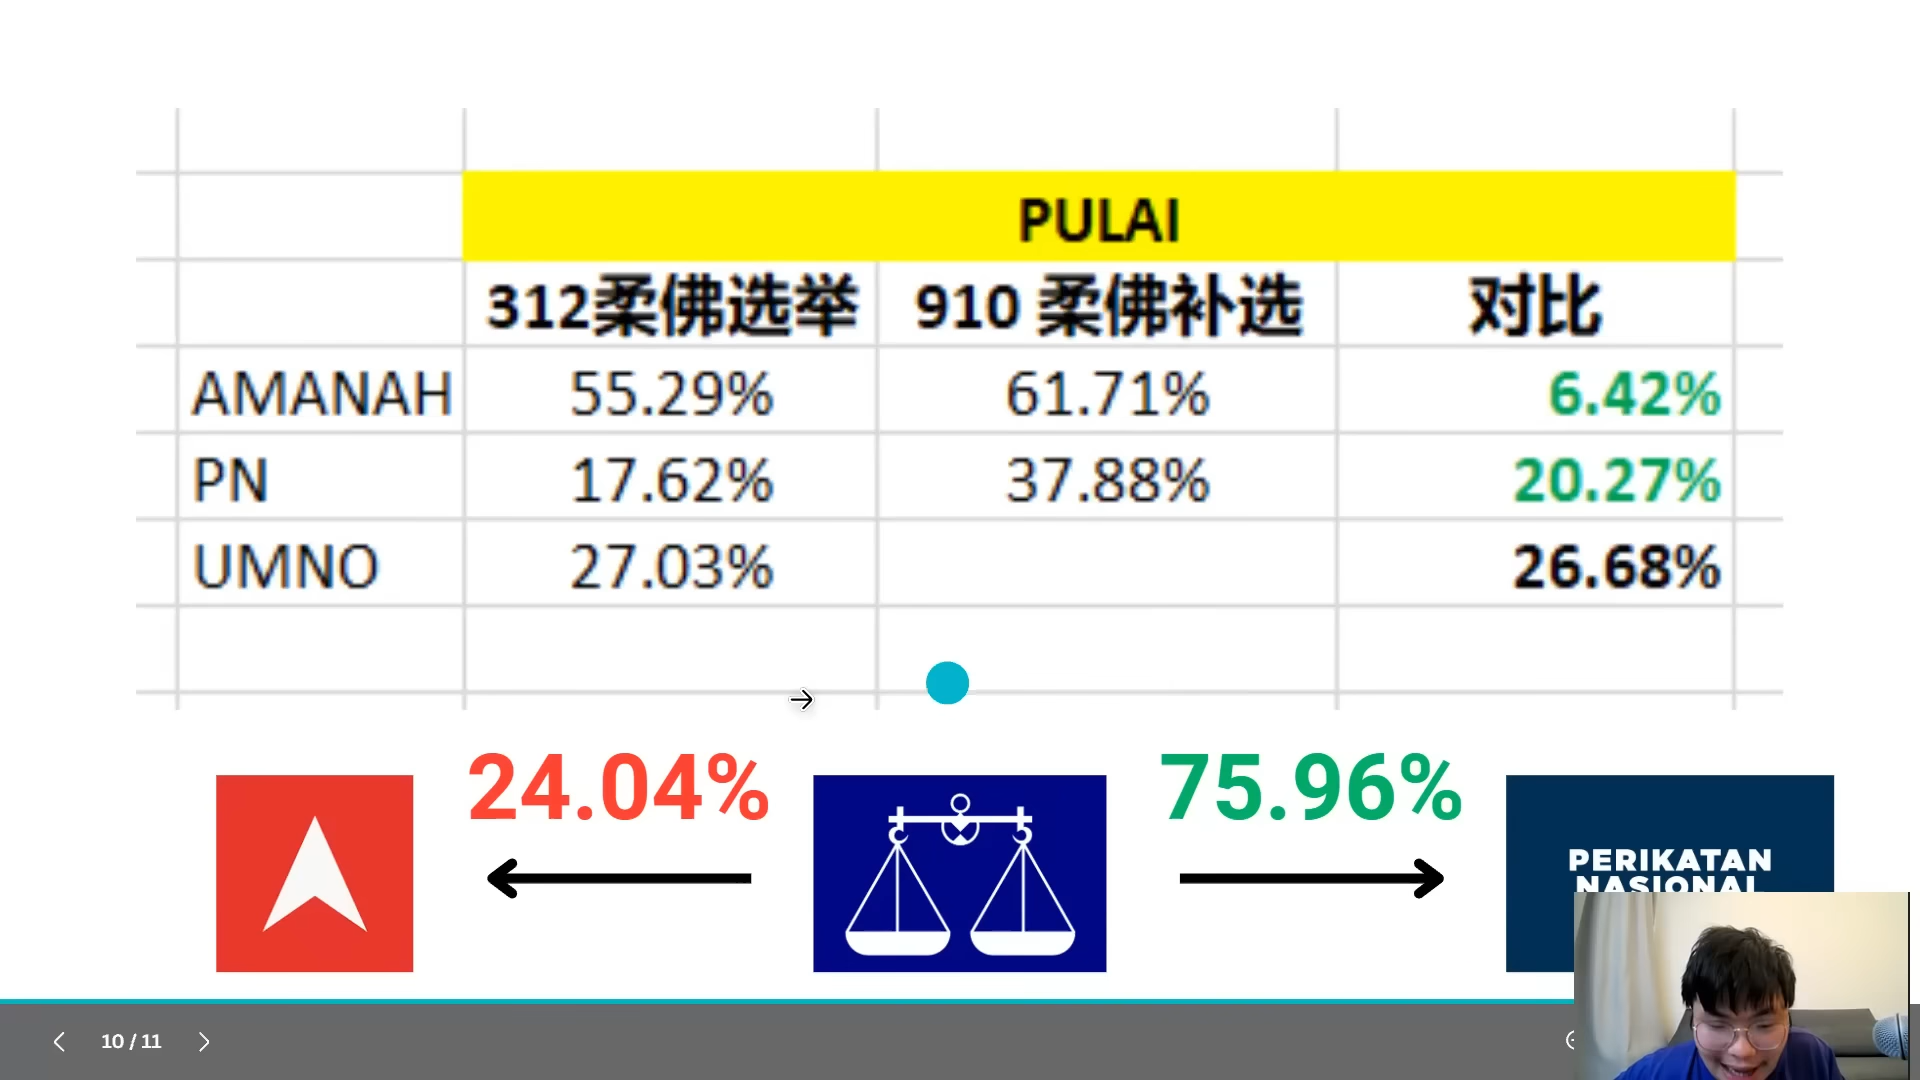 PULAI
312柔佛选举 910 柔佛补选 对比
AMANAH 55.29% 61.71% 6.42%
PN 17.62% 37.88% 20.27%
UMNO 27.03% 26.68%
24.04% 75.96%
PERIKATAN
NASIONAL
10 / 11